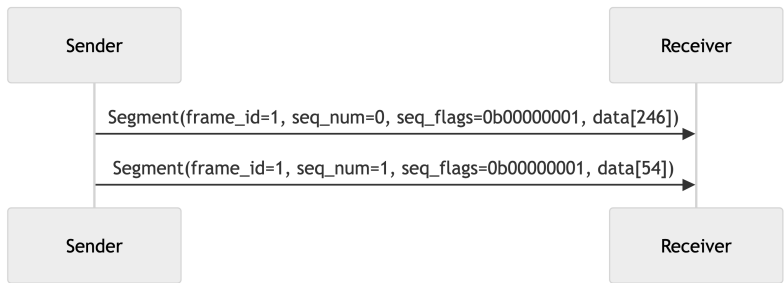 Sender
Receiver
Segment(frame_id=1, seq_num=0, seq_flags=0b00000001, data[246])
Segment(frame_id=1, seq_num=1, seq_flags=0b00000001, data[54])
Sender
Receiver